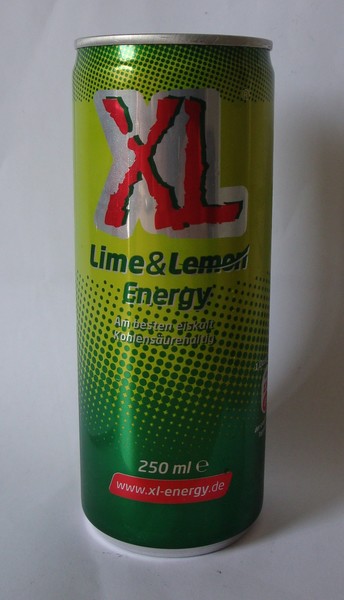 XL
Lime&Lemon
Energy
Am besten eiskalt
Kohlensäurehaltig
250 ml ℮
www.xl-energy.de